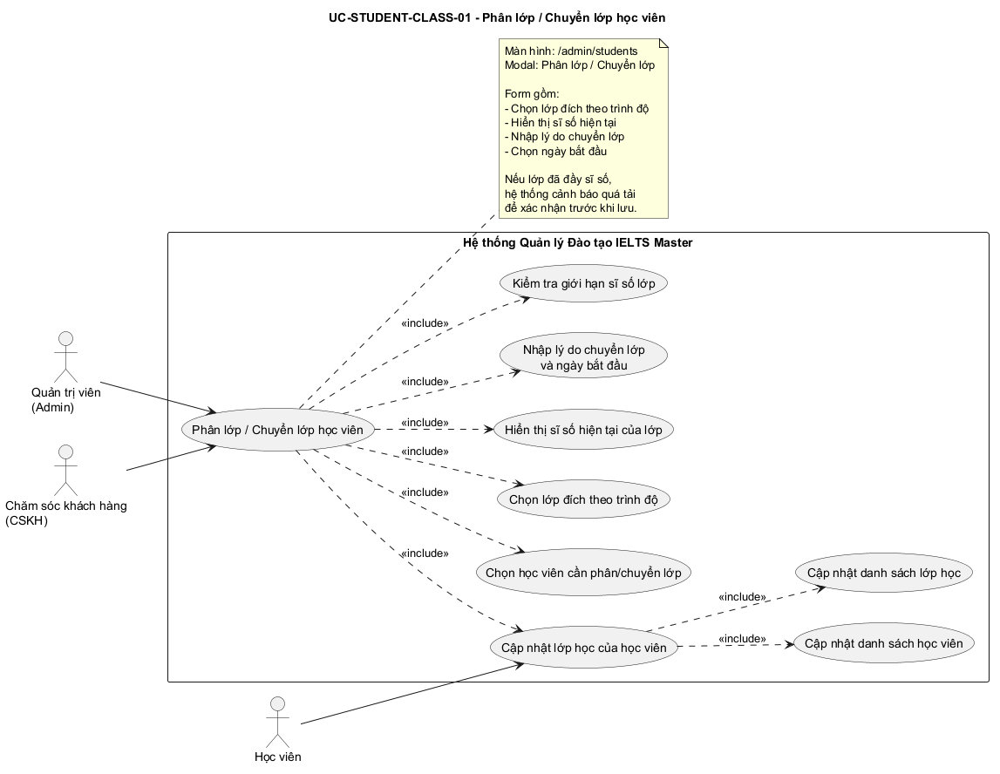 UC-STUDENT-CLASS-01 - Phân lớp / Chuyển lớp học viên
Màn hình: /admin/students
Modal: Phân lớp / Chuyển lớp
Form gồm:
- Chọn lớp đích theo trình độ
- Hiển thị sĩ số hiện tại
- Nhập lý do chuyển lớp
- Chọn ngày bắt đầu
Nếu lớp đã đầy sĩ số,
hệ thống cảnh báo quá tải
để xác nhận trước khi lưu.
Hệ thống Quản lý Đào tạo IELTS Master
Kiểm tra giới hạn sĩ số lớp
«include»
Nhập lý do chuyển lớp
và ngày bắt đầu
«include»
Quản trị viên
(Admin)
Phân lớp / Chuyển lớp học viên
«include»
Hiển thị sĩ số hiện tại của lớp
«include»
Chăm sóc khách hàng
(CSKH)
Chọn lớp đích theo trình độ
«include»
Chọn học viên cần phân/chuyển lớp
«include»
Cập nhật lớp học của học viên
«include»
Cập nhật danh sách lớp học
«include»
Cập nhật danh sách học viên
Học viên